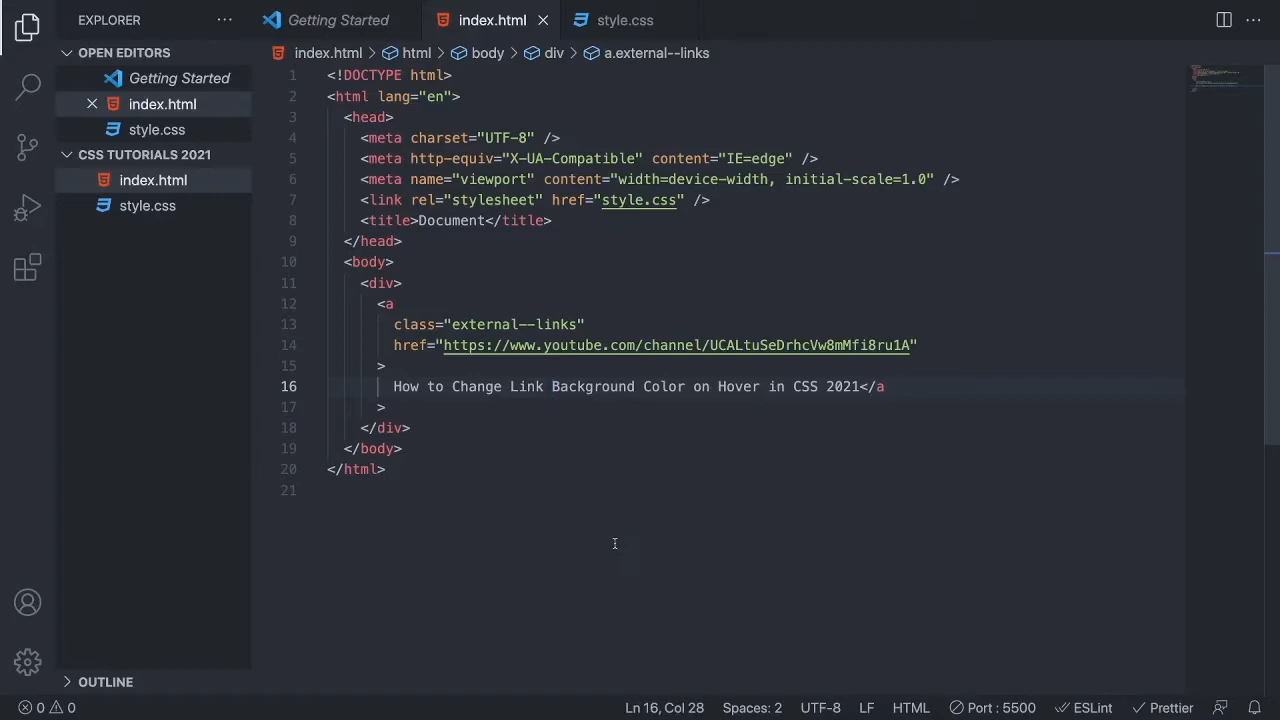 EXPLORER
Getting Started
index.html
style.css
OPEN EDITORS
Getting Started
index.html
style.css
CSS TUTORIALS 2021
index.html
style.css
OUTLINE
index.html > html > body > div > a.external--links
1 <!DOCTYPE html>
2 <html lang="en">
3 <head>
4 <meta charset="UTF-8" />
5 <meta http-equiv="X-UA-Compatible" content="IE=edge" />
6 <meta name="viewport" content="width=device-width, initial-scale=1.0" />
7 <link rel="stylesheet" href="style.css" />
8 <title>Document</title>
9 </head>
10 <body>
11 <div>
12 <a
13 class="external--links"
14 href="https://www.youtube.com/channel/UCALtuSeDrhcVw8mMfi8ru1A"
15 >
16 How to Change Link Background Color on Hover in CSS 2021</a
17 >
18 </div>
19 </body>
20 </html>
21
0 0
Ln 16, Col 28
Spaces: 2
UTF-8
LF
HTML
Port : 5500
ESLint
Prettier